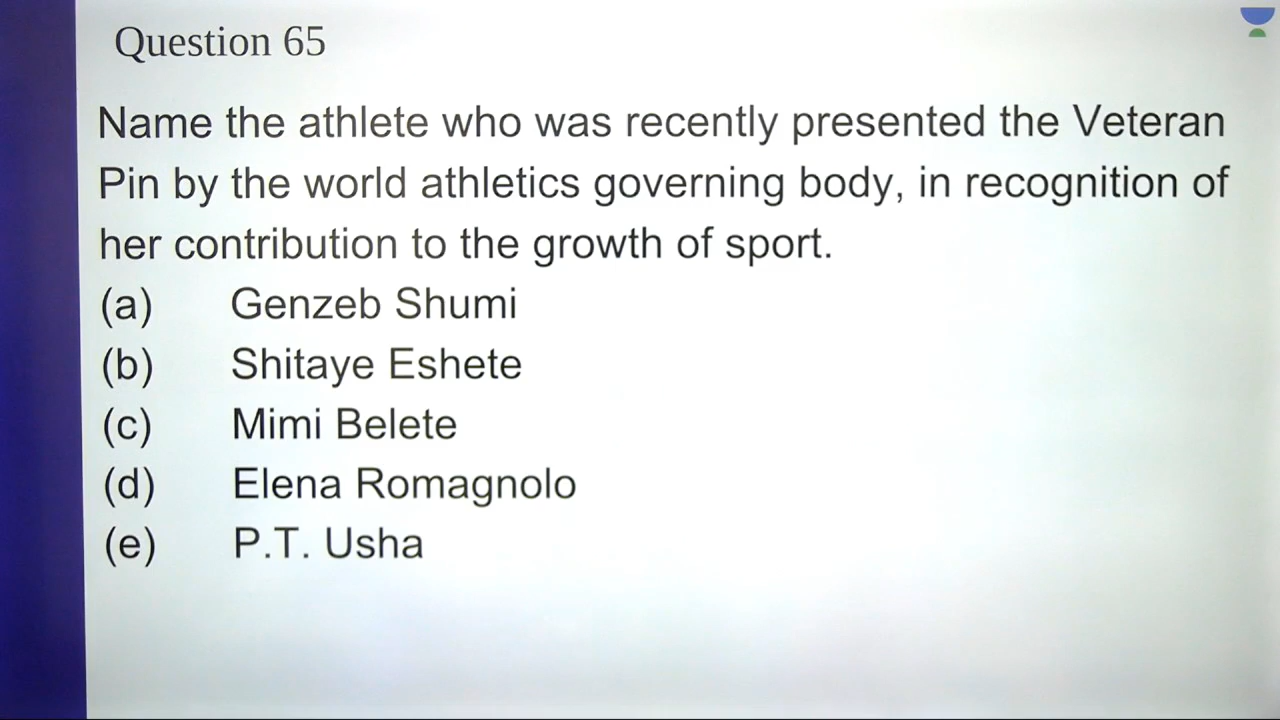 Question 65
Name the athlete who was recently presented the Veteran
Pin by the world athletics governing body, in recognition of
her contribution to the growth of sport.
(a) Genzeb Shumi
(b) Shitaye Eshete
(c) Mimi Belete
(d) Elena Romagnolo
(e) P.T. Usha